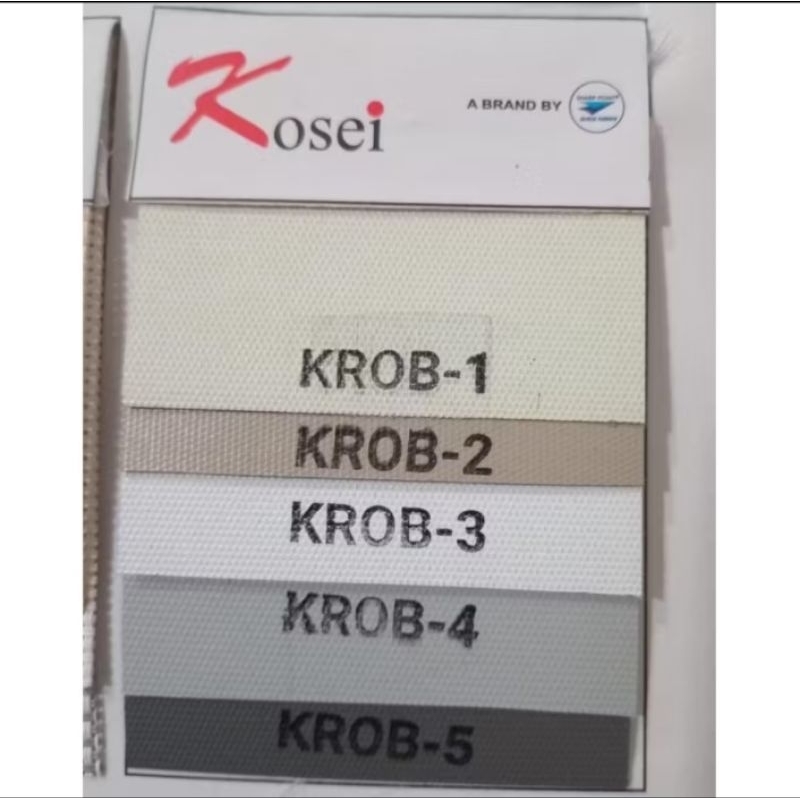 Kosei
A BRAND BY
KROB-1
KROB-2
KROB-3
KROB-4
KROB-5